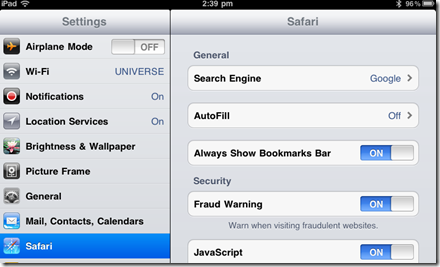 iPad 2:39 pm 96%
Settings
Airplane Mode OFF
Wi-Fi UNIVERSE
Notifications On
Location Services On
Brightness & Wallpaper
Picture Frame
General
Mail, Contacts, Calendars
Safari
Safari
General
Search Engine Google
AutoFill Off
Always Show Bookmarks Bar ON
Security
Fraud Warning ON
Warn when visiting fraudulent websites.
JavaScript ON